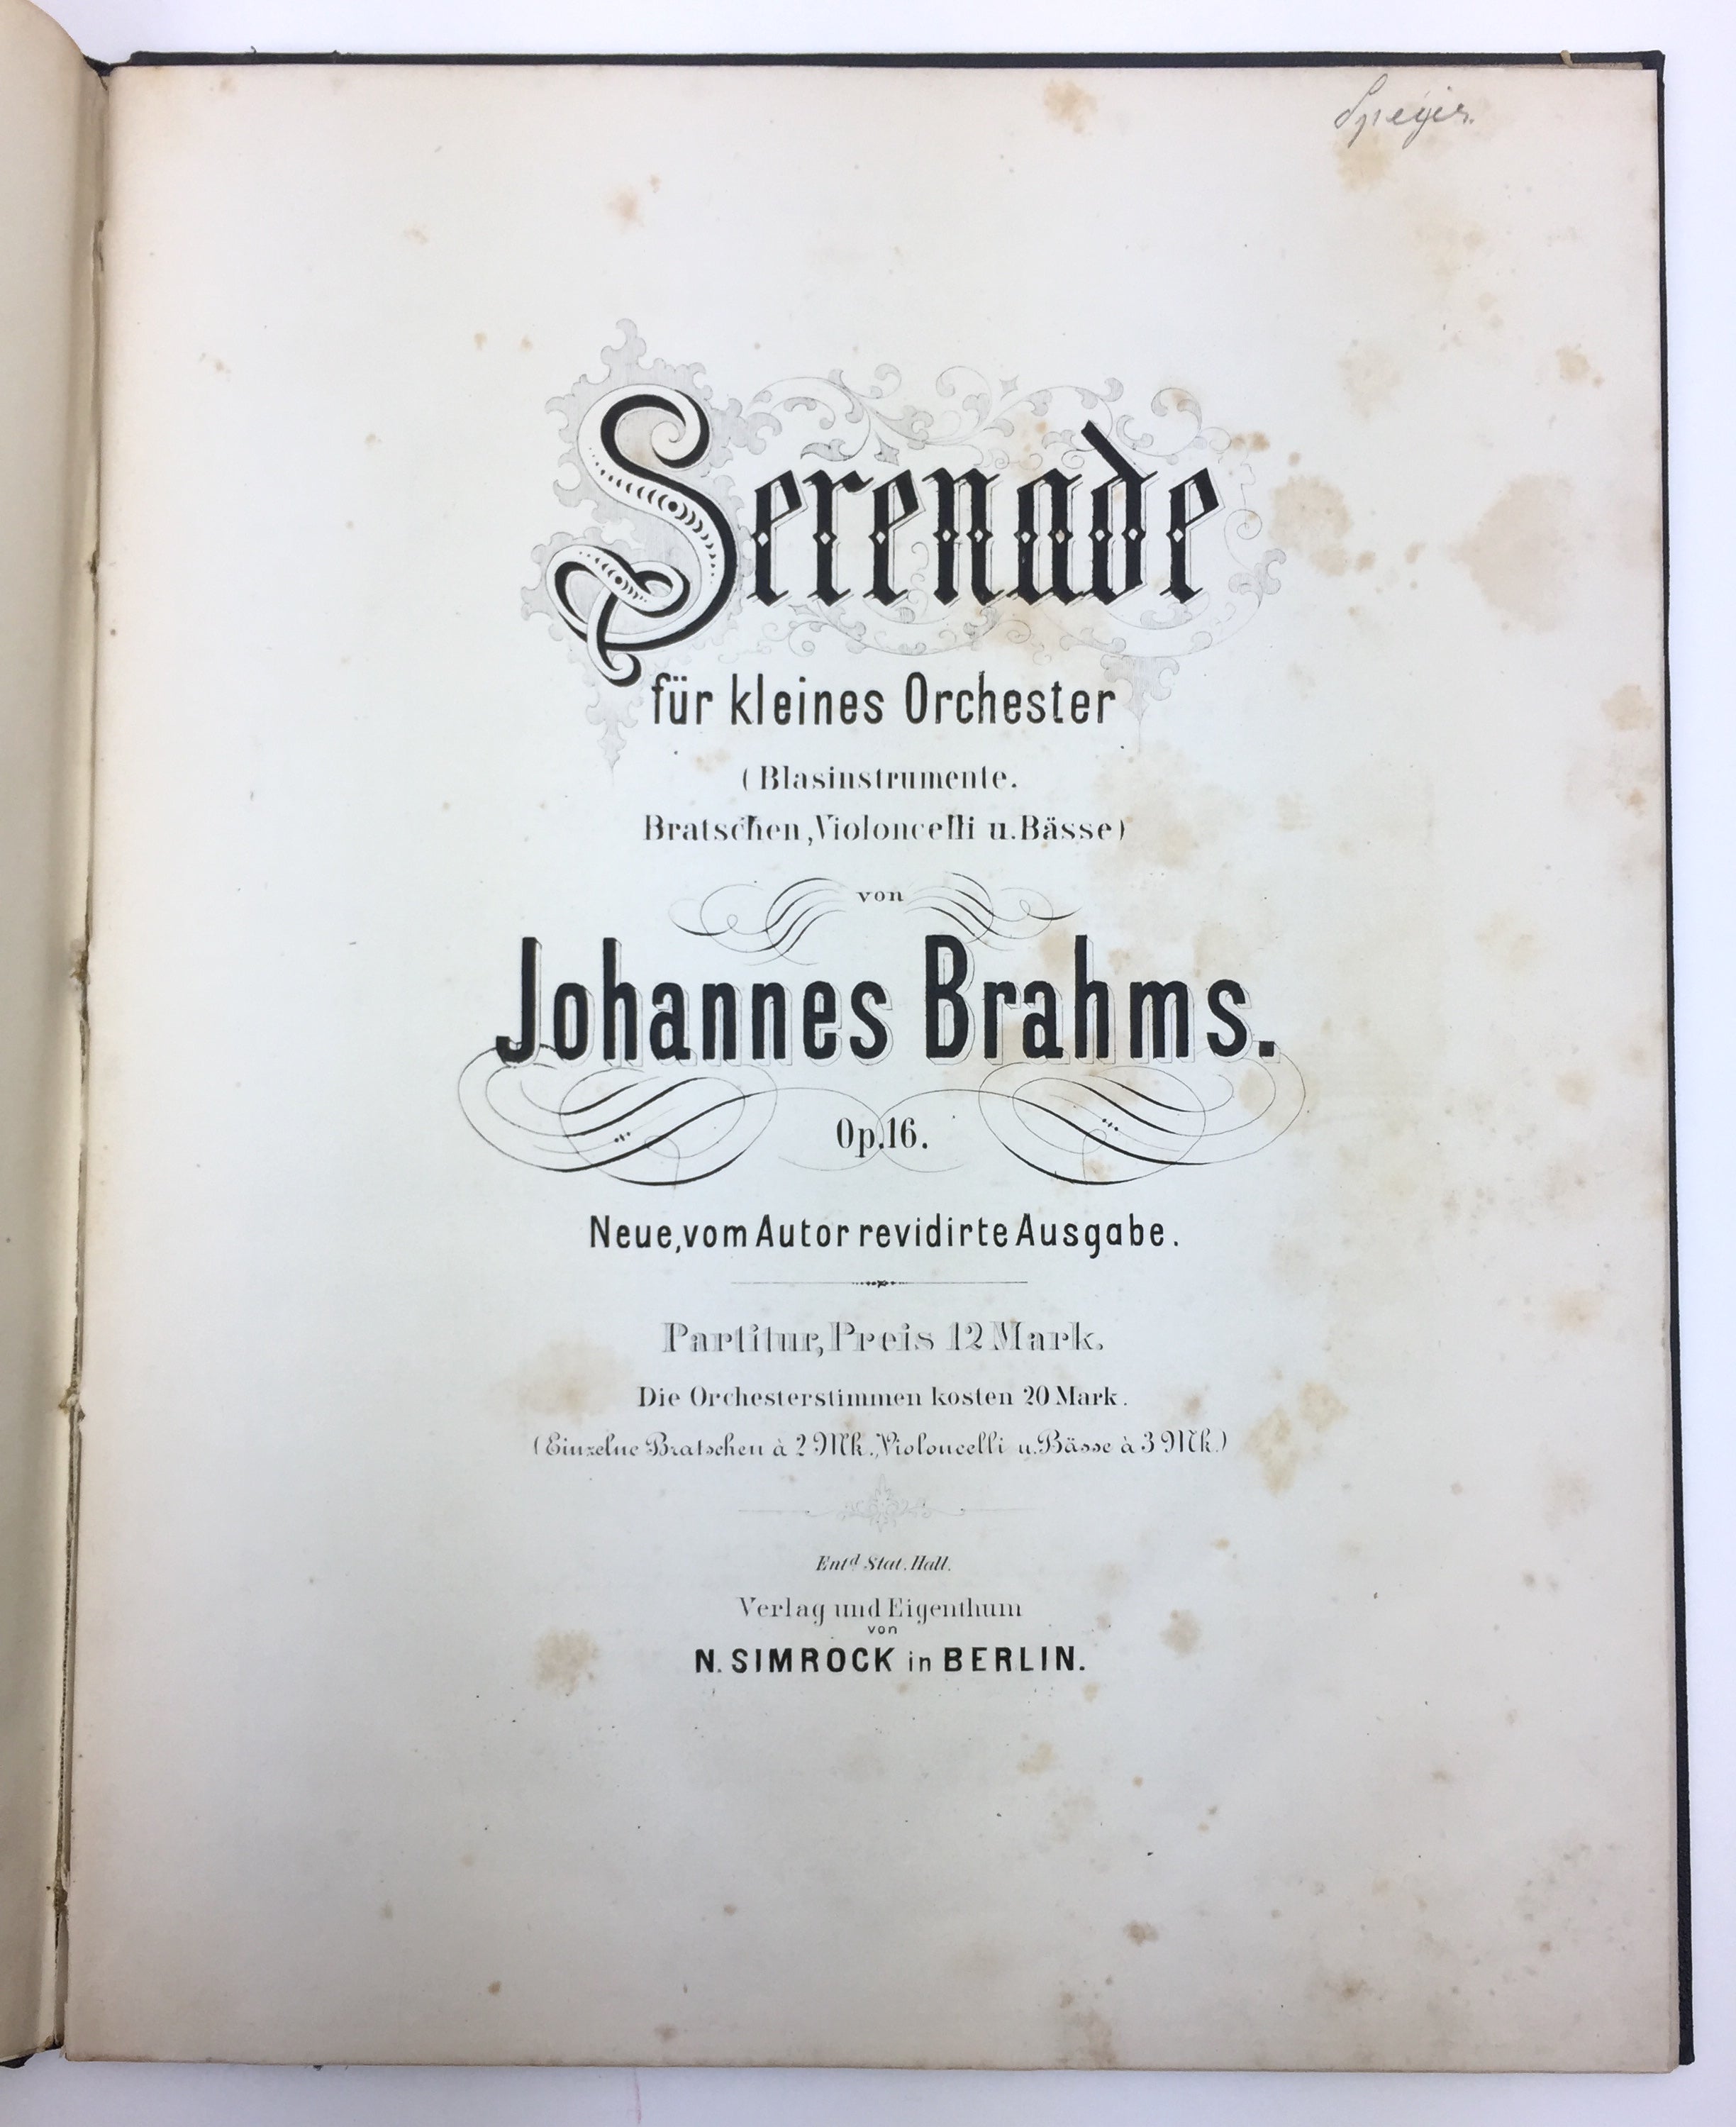 Speyer.
Serenade
für kleines Orchester
(Blasinstrumente.
Bratschen, Violoncelli u. Bässe)
von
Johannes Brahms.
Op. 16.
Neue, vom Autor revidirte Ausgabe.
Partitur, Preis 12 Mark.
Die Orchesterstimmen kosten 20 Mark.
(Einzelne Bratschen à 2 Mk., Violoncelli u. Bässe à 3 Mk.)
Entd Stat. Hall.
Verlag und Eigenthum
von
N. SIMROCK in BERLIN.